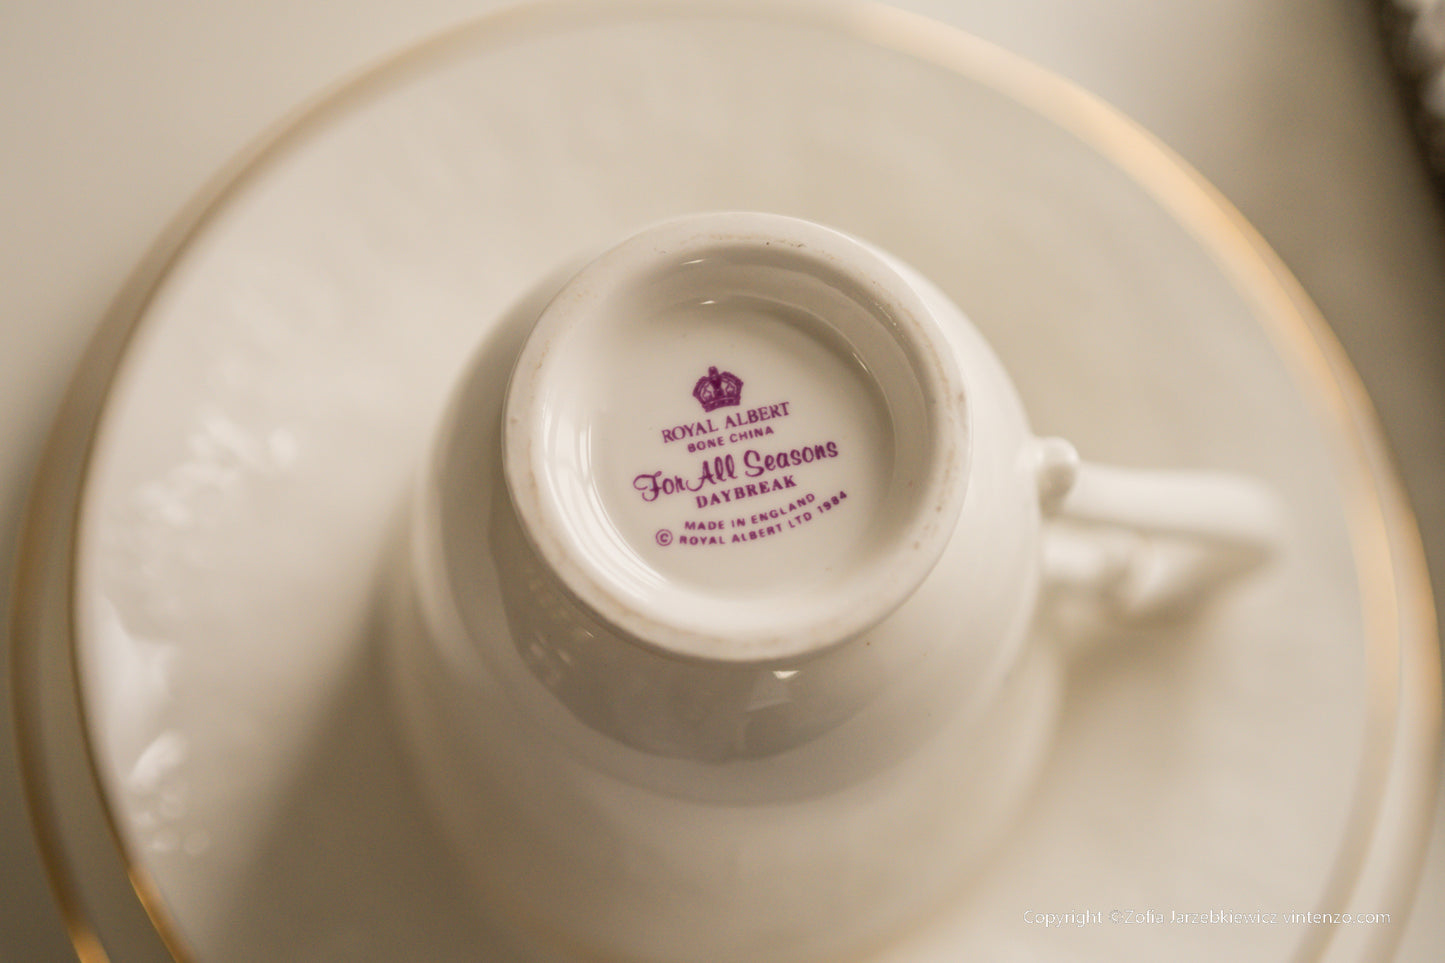 ROYAL ALBERT
BONE CHINA
For All Seasons
DAYBREAK
MADE IN ENGLAND
© ROYAL ALBERT LTD 1984
Copyright ©Zofia Jarzebkiewicz vintenzo.com